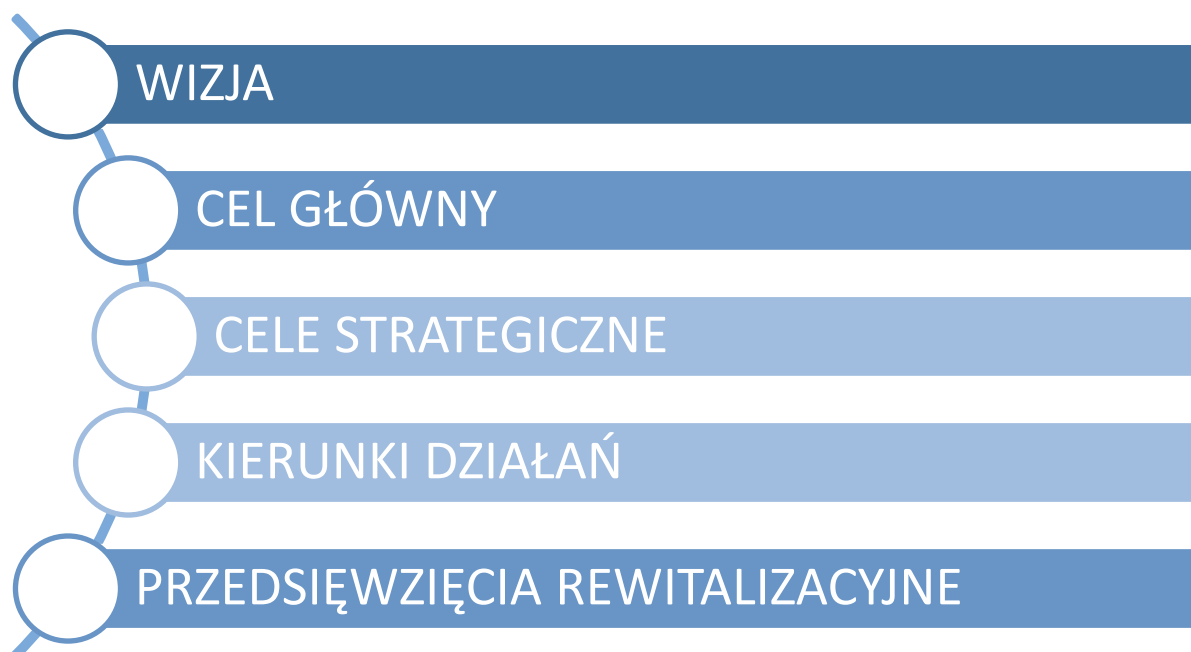 WIZJA
CEL GŁÓWNY
CELE STRATEGICZNE
KIERUNKI DZIAŁAŃ
PRZEDSIĘWZIĘCIA REWITALIZACYJNE